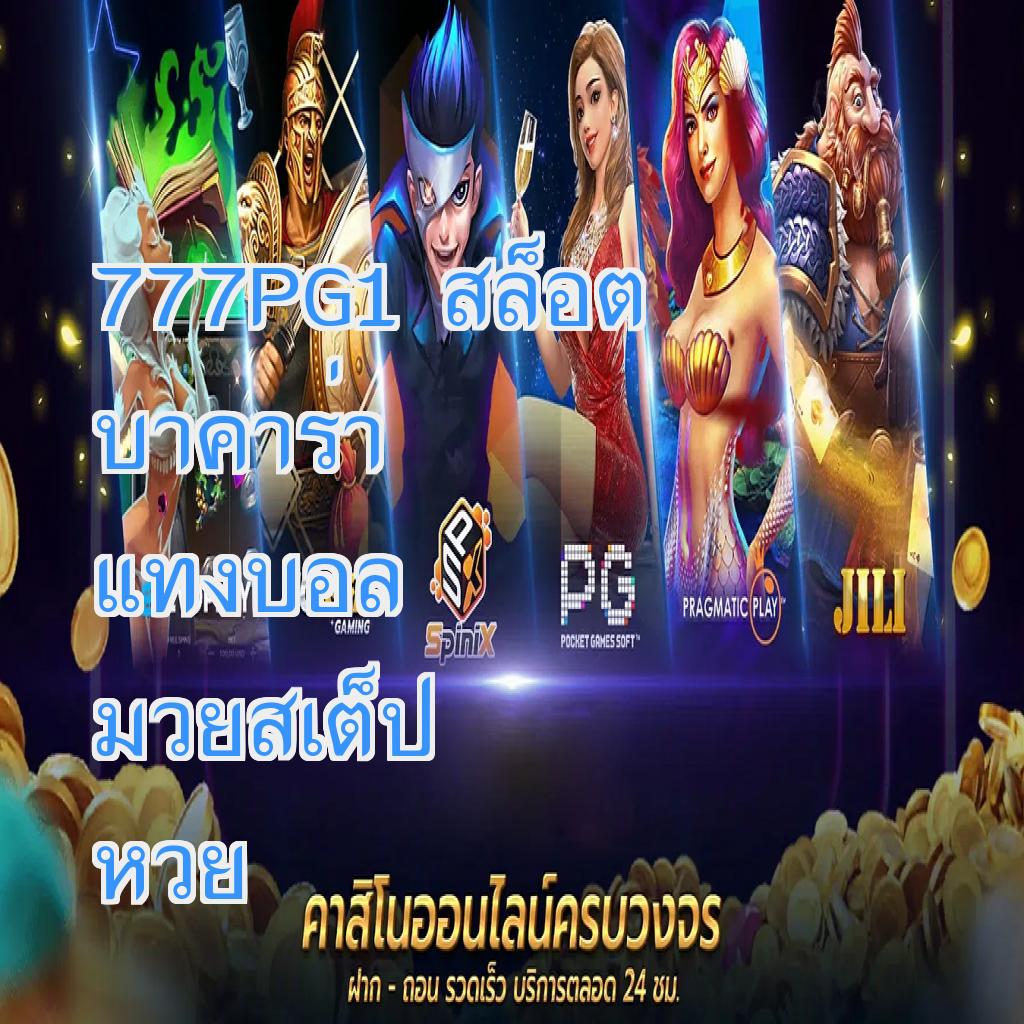 777PG1 สล็อต
บาคาร่า
แทงบอล
+GAMING
SpiniX
PG
POCKET GAMES SOFT™
PRAGMATIC PLAY™
JILI
มวยสเต็ป
หวย
คาสิโนออนไลน์ครบวงจร
ฝาก - ถอน รวดเร็ว บริการตลอด 24 ชม.